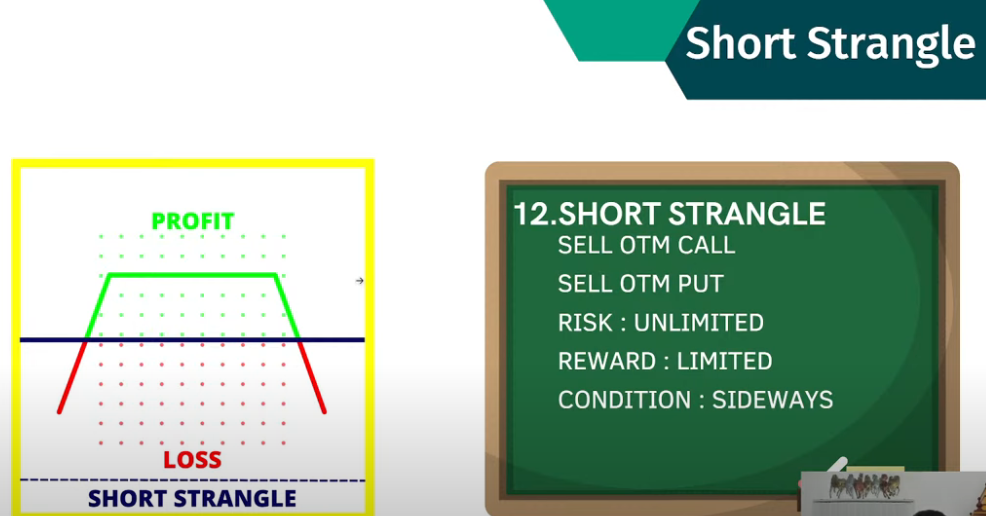 Short Strangle
PROFIT
LOSS
SHORT STRANGLE
12.SHORT STRANGLE
SELL OTM CALL
SELL OTM PUT
RISK : UNLIMITED
REWARD : LIMITED
CONDITION : SIDEWAYS